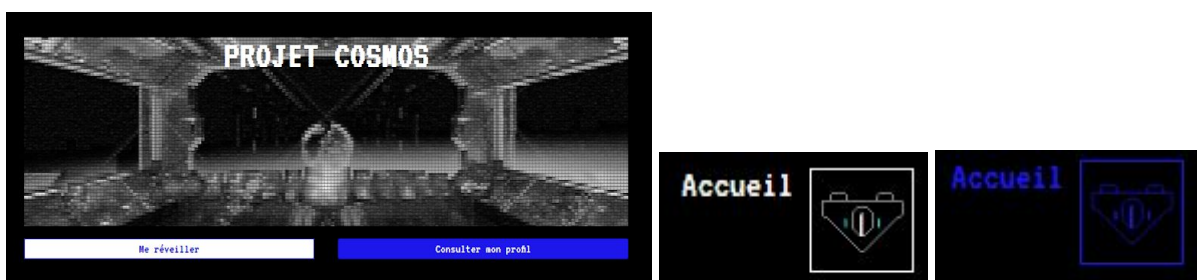 PROJET COSMOS
Me réveiller
Consulter mon profil
Accueil
Accueil